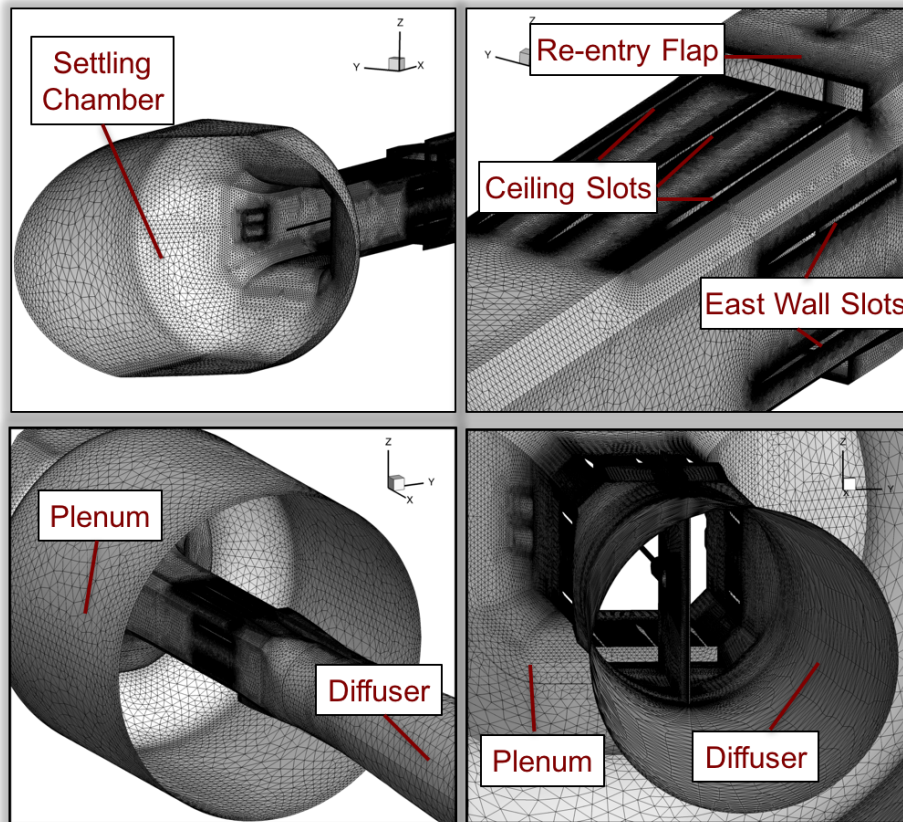 Settling
Chamber
Z
Y
X
Re-entry Flap
Y
Ceiling Slots
East Wall Slots
Plenum
Z
Y
X
Diffuser
Z
X
Y
Plenum
Diffuser